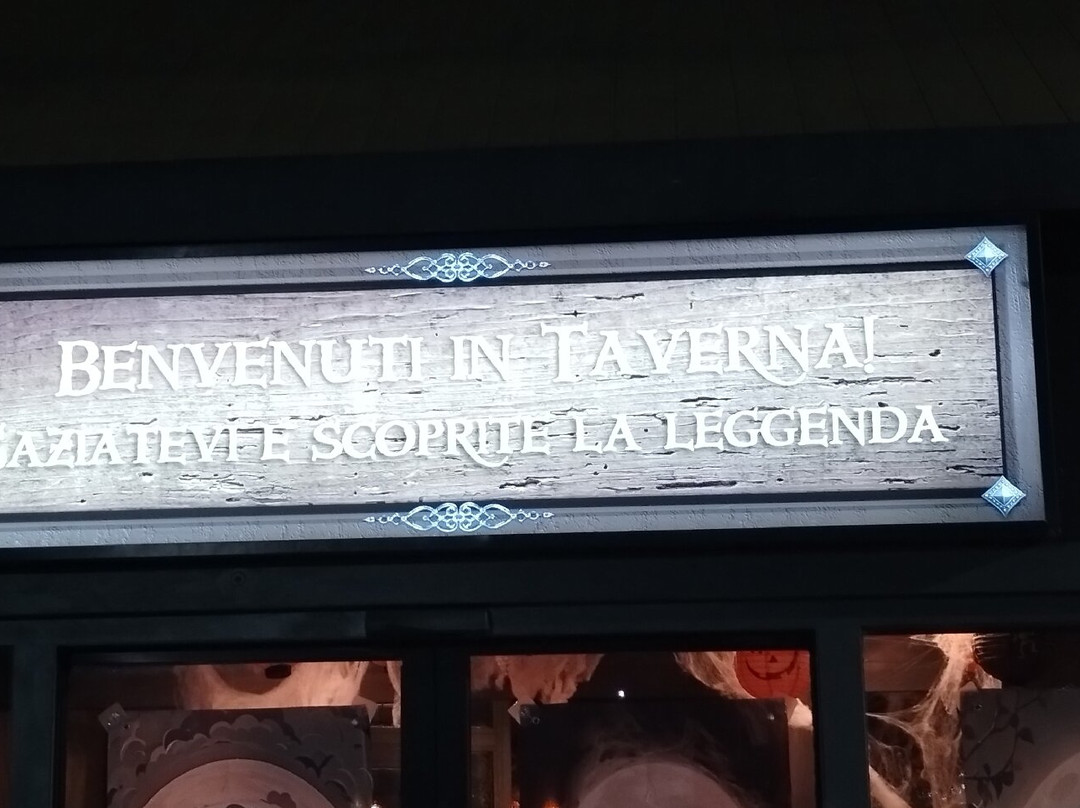 BENVENUTI IN TAVERNA!
SAZIATEVI E SCOPRITE LA LEGGENDA